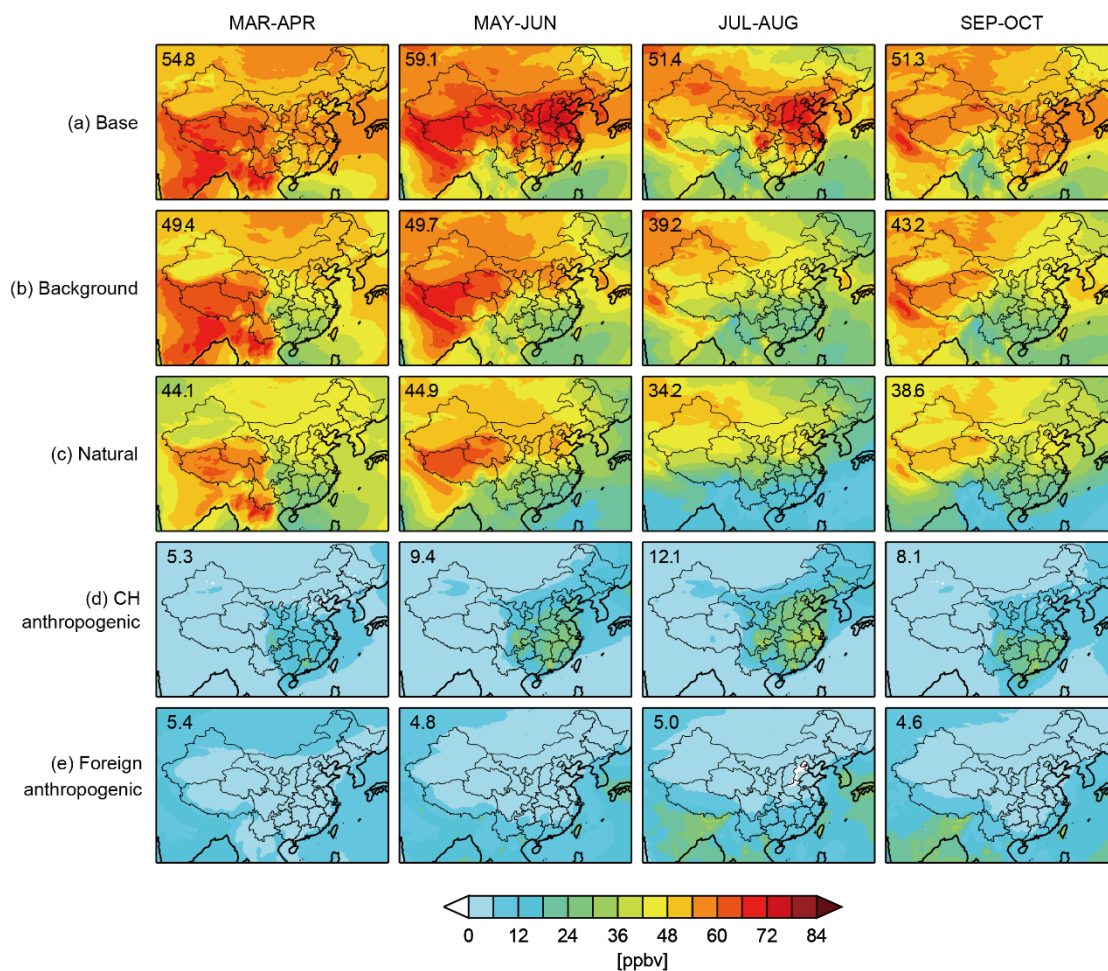 MAR-APR MAY-JUN JUL-AUG SEP-OCT
(a) Base 54.8 59.1 51.4 51.3
(b) Background 49.4 49.7 39.2 43.2
(c) Natural 44.1 44.9 34.2 38.6
(d) CH
anthropogenic
5.3 9.4 12.1 8.1
(e) Foreign
anthropogenic
5.4 4.8 5.0 4.6
0 12 24 36 48 60 72 84
[ppbv]